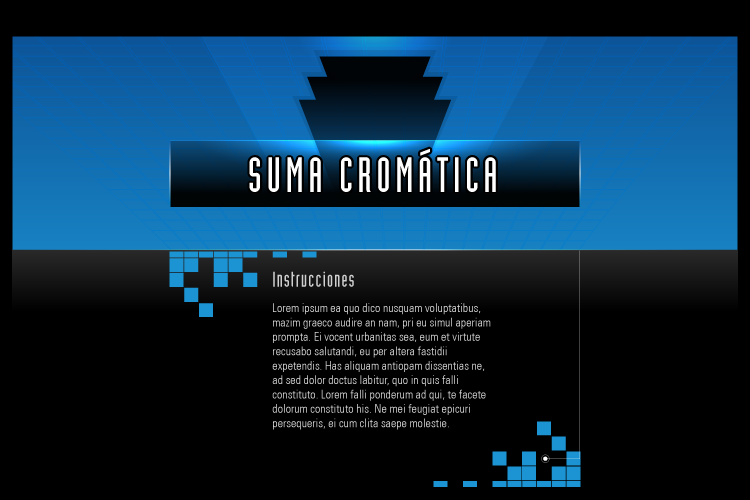 SUMA CROMÁTICA
Instrucciones
Lorem ipsum ea quo dico nusquam voluptatibus,
mazim graeco audire an nam, pri eu simul aperiam
prompta. Ei vocent urbanitas sea, eum et virtute
recusabo salutandi, eu per altera fastidii
expetendis. Has aliquam antiopam dissentias ne,
ad sed dolor doctus labitur, quo in quis falli
constituto. Lorem falli ponderum ad qui, te facete
dolorum constituto his. Ne mei feugiat epicuri
persequeris, ei cum clita saepe molestie.